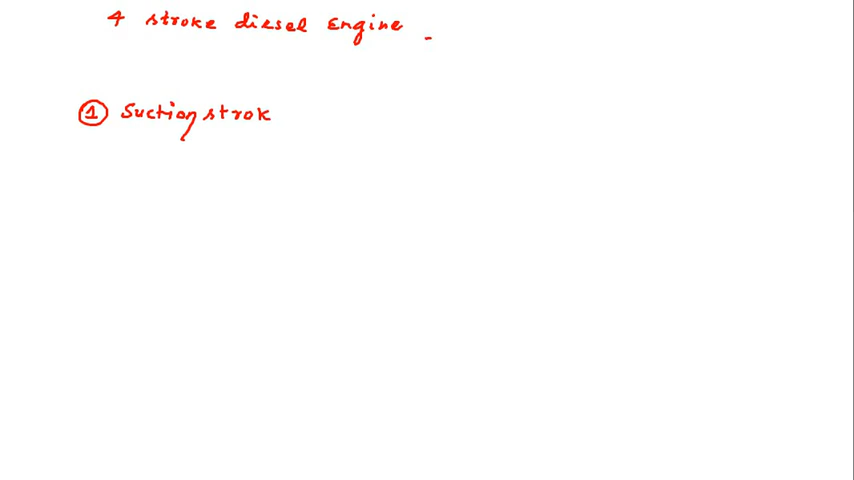 4 stroke diesel Engine -
① Suction strok